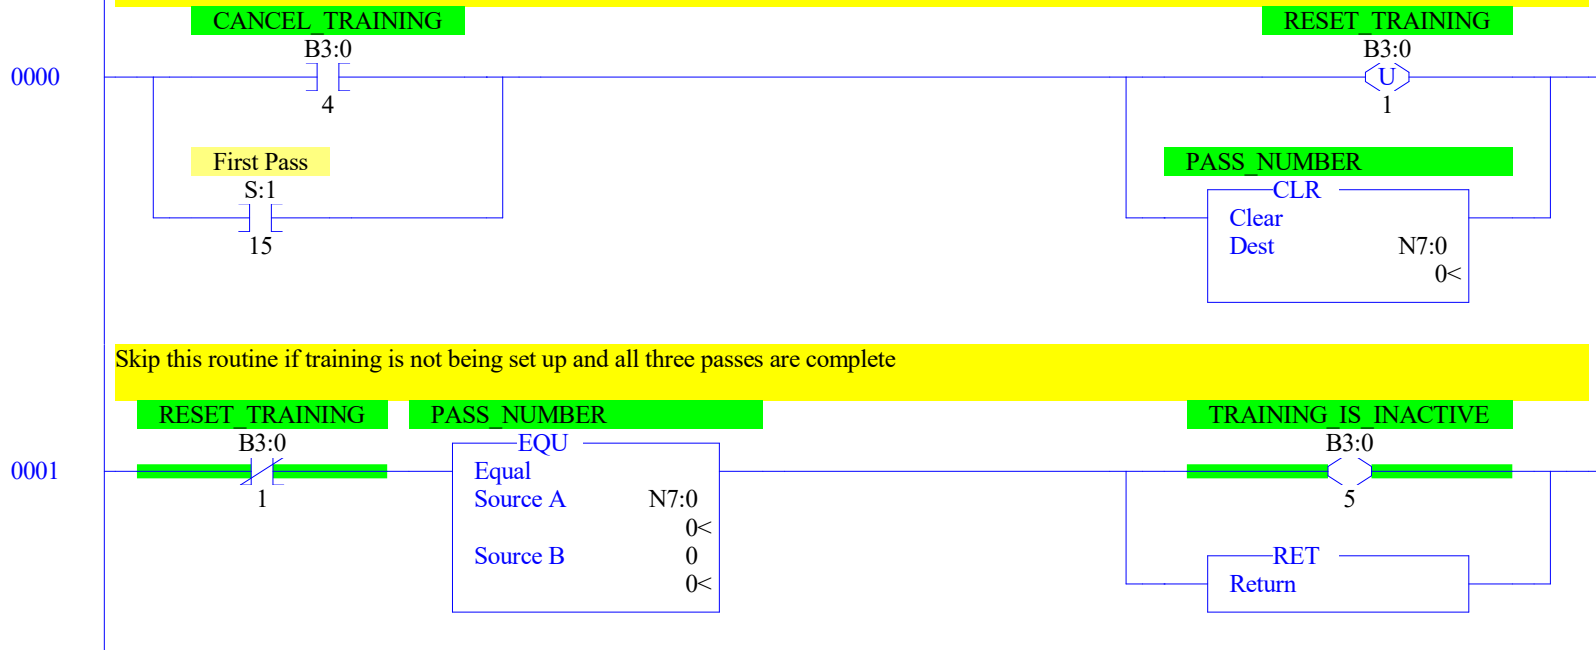 CANCEL_TRAINING
RESET_TRAINING
B3:0
B3:0
0000
U
4
1
First Pass
PASS_NUMBER
S:1
CLR
Clear
15
Dest N7:0
0<
Skip this routine if training is not being set up and all three passes are complete
RESET_TRAINING
PASS_NUMBER
TRAINING_IS_INACTIVE
B3:0
EQU
B3:0
0001
Equal
1
Source A N7:0
5
0<
Source B 0
RET
0<
Return